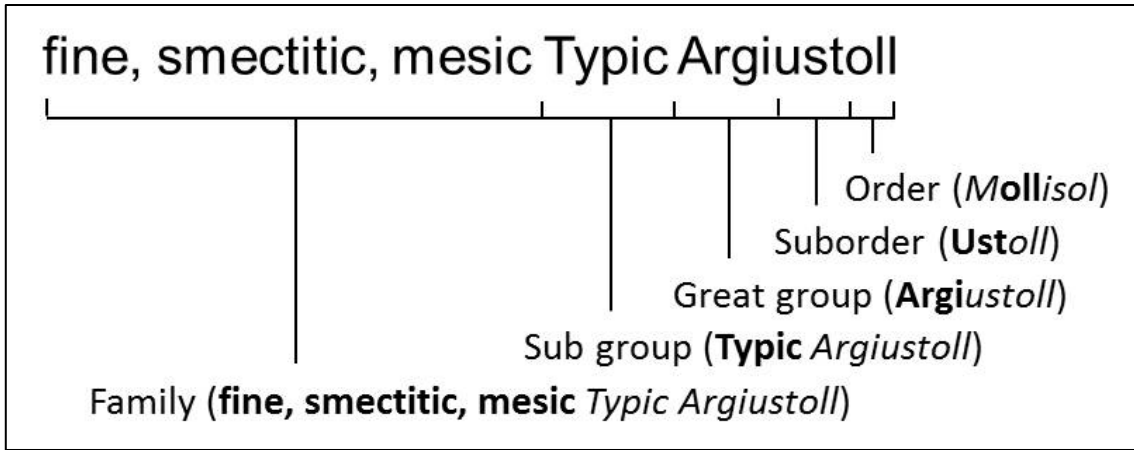 fine, smectitic, mesic Typic Argiustoll
Order (Mollisol)
Suborder (Ustoll)
Great group (Argiustoll)
Sub group (Typic Argiustoll)
Family (fine, smectitic, mesic Typic Argiustoll)